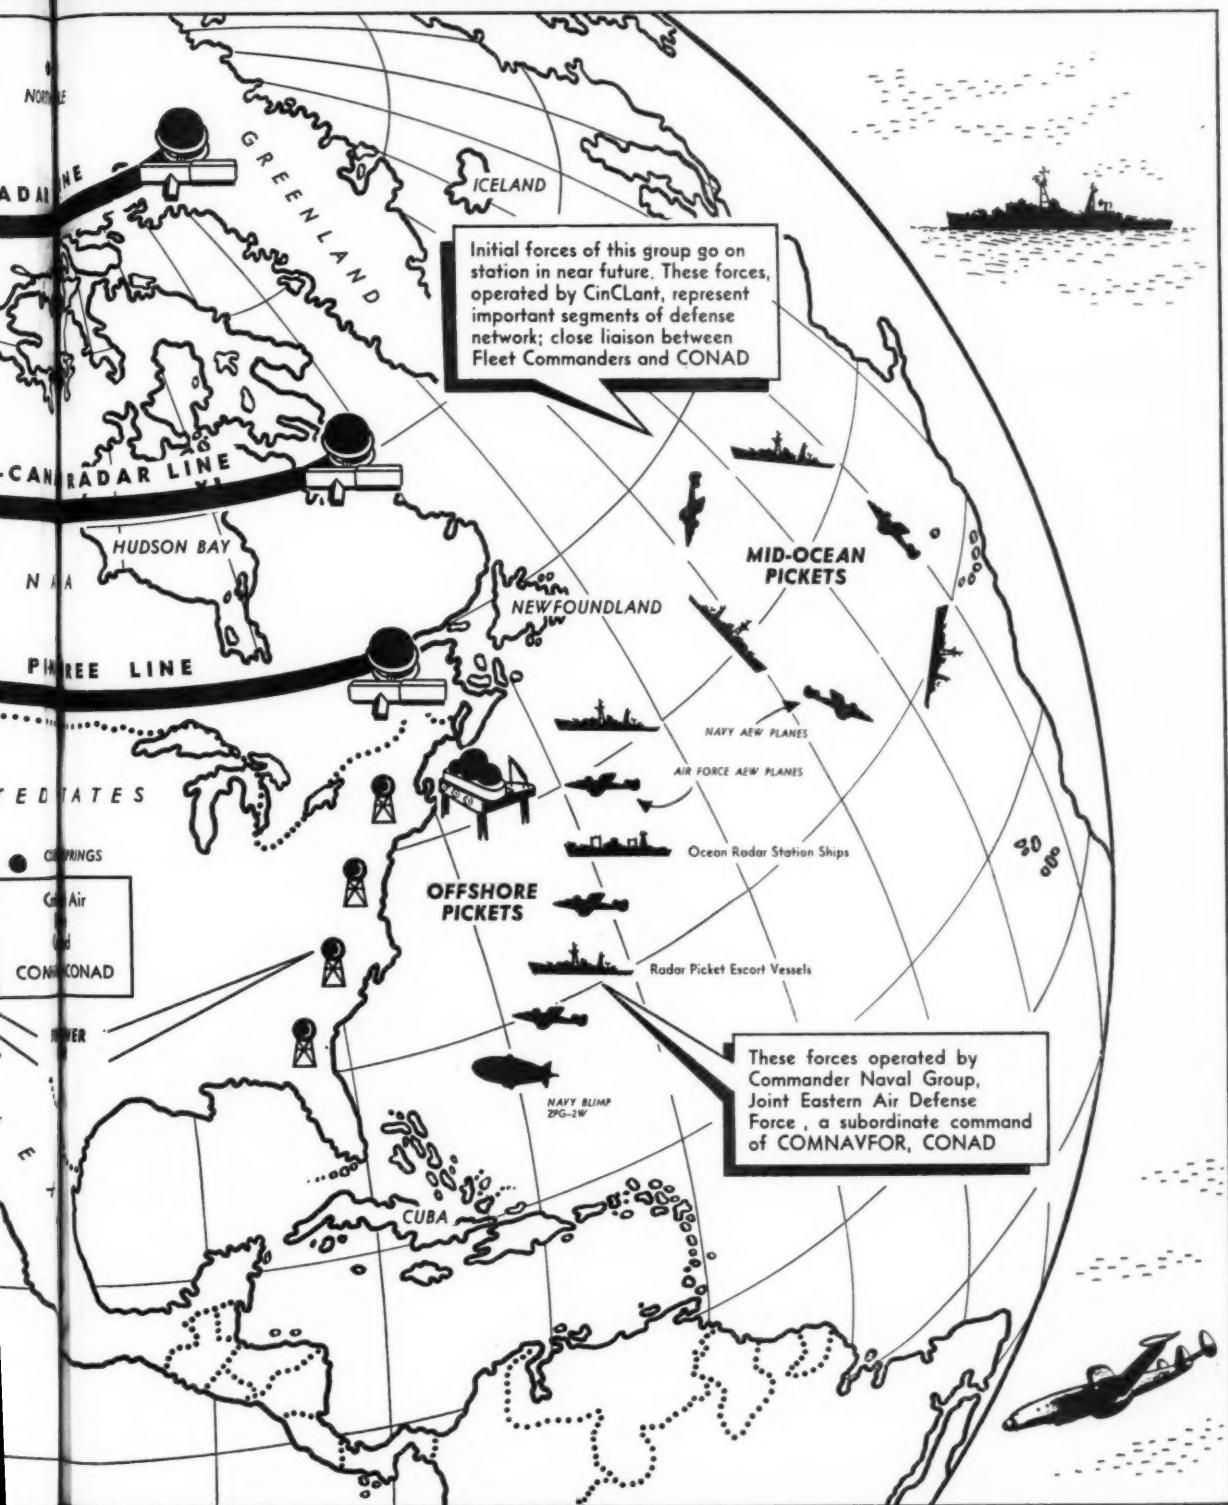 GREENLAND
ICELAND
Initial forces of this group go on
station in near future. These forces,
operated by CinCLant, represent
important segments of defense
network; close liaison between
Fleet Commanders and CONAD
RADAR LINE
HUDSON BAY
MID-OCEAN
PICKETS
NEWFOUNDLAND
LINE
NAVY AEW PLANES
AIR FORCE AEW PLANES
Ocean Radar Station Ships
OFFSHORE
PICKETS
Air
CONAD
Radar Picket Escort Vessels
These forces operated by
Commander Naval Group,
Joint Eastern Air Defense
Force , a subordinate command
of COMNAVFOR, CONAD
NAVY BLIMP
ZPG-2W
CUBA